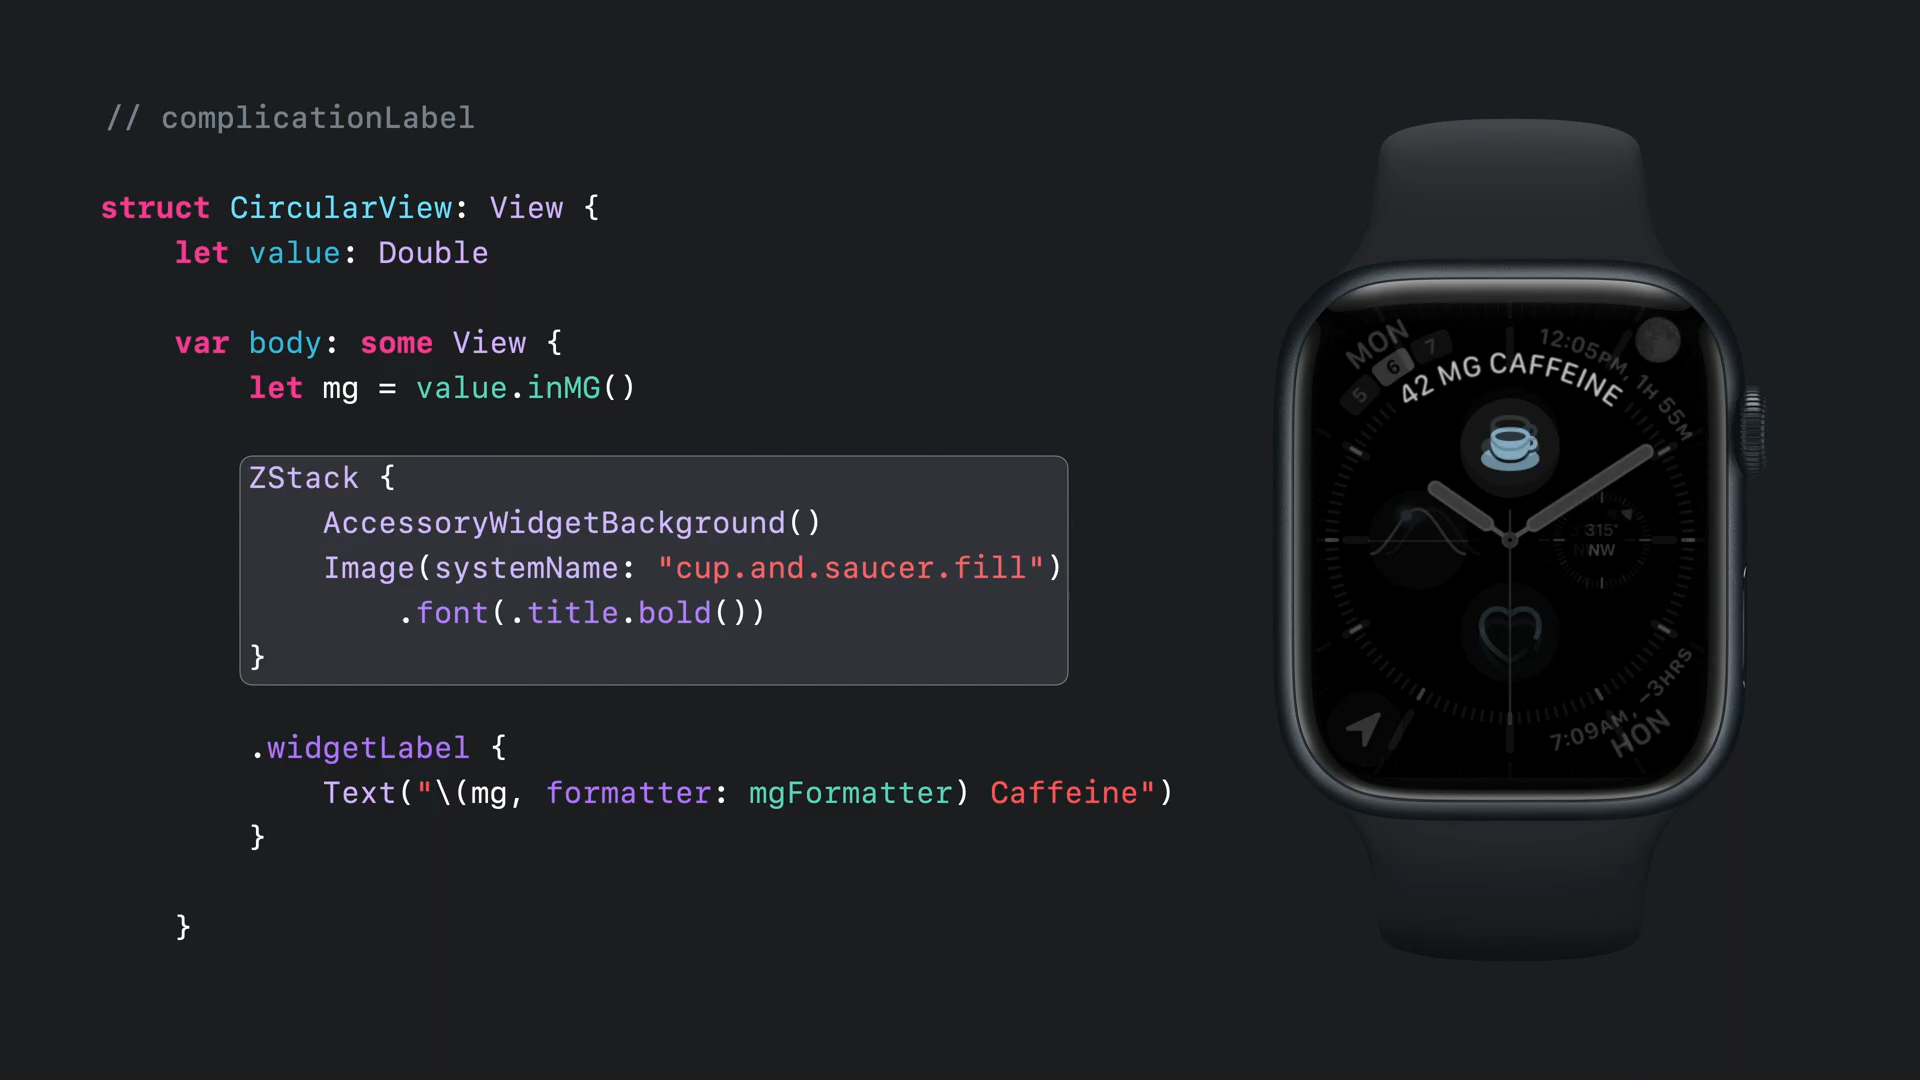 // complicationLabel
struct CircularView: View {
let value: Double
var body: some View {
let mg = value.inMG()
ZStack {
AccessoryWidgetBackground()
Image(systemName: "cup.and.saucer.fill")
.font(.title.bold())
}
.widgetLabel {
Text("\(mg, formatter: mgFormatter) Caffeine")
}
}
MON
5 6 7
12:05PM, 1H 55M
42 MG CAFFEINE
315°
NW
7:09AM, -3HRS